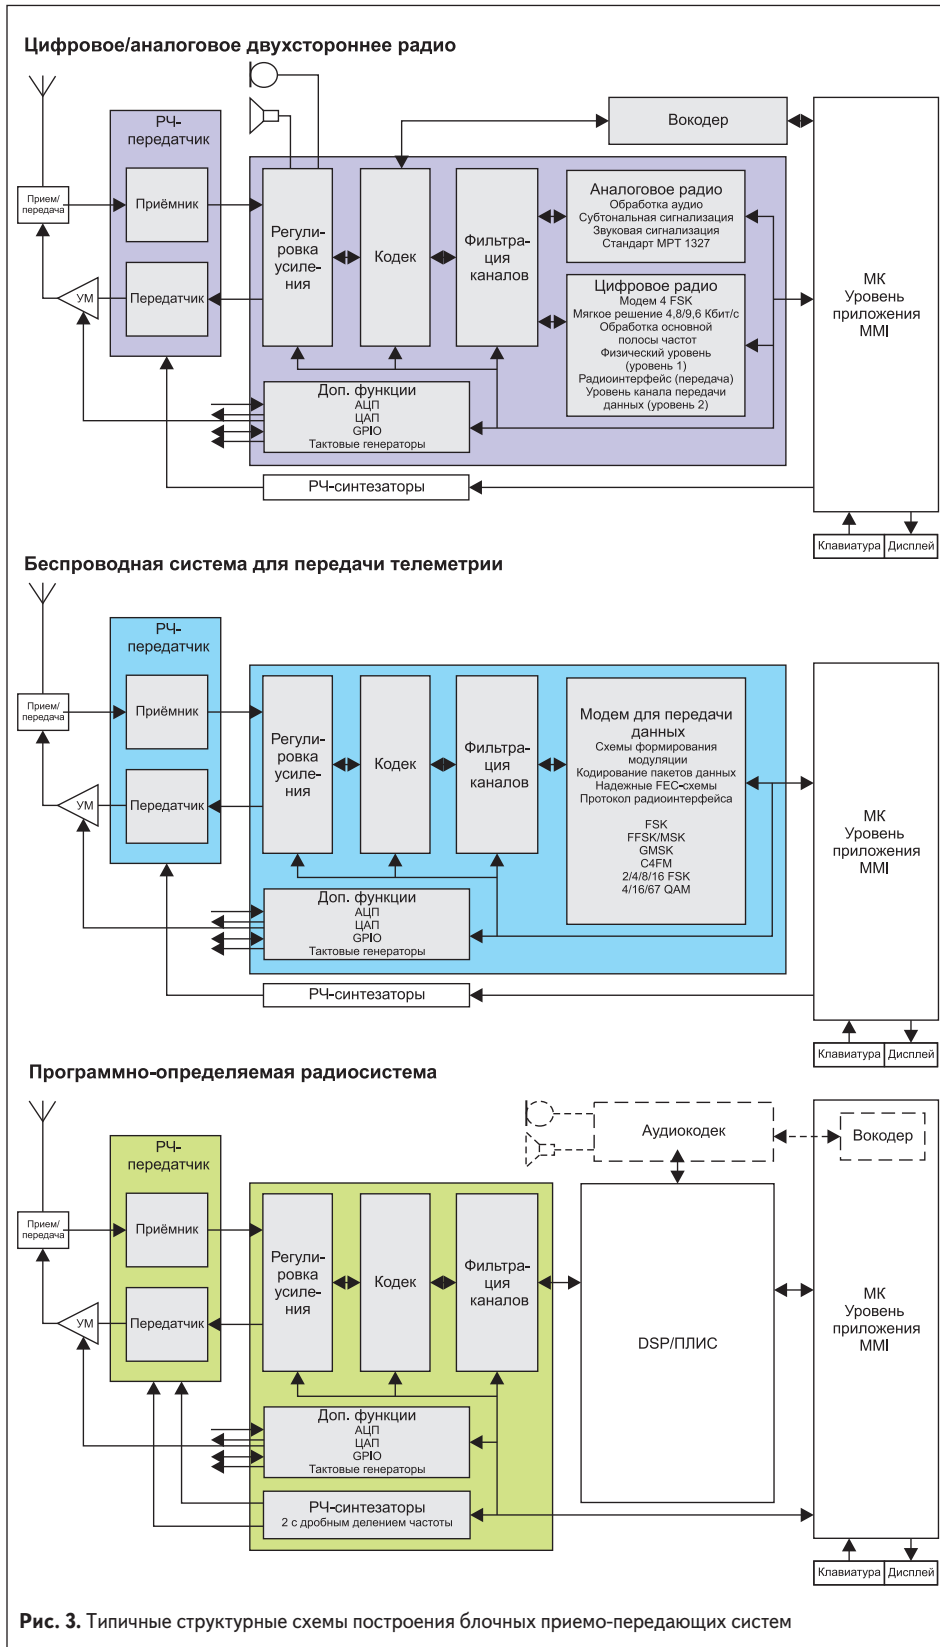 Цифровое/аналоговое двухстороннее радио
РЧ-
передатчик
Вокодер
Прием/
передача
Приёмник
Регули-
ровка
усиле-
ния
Кодек
Фильтра-
ция
каналов
Аналоговое радио
Обработка аудио
Субтональная сигнализация
Звуковая сигнализация
Стандарт МРТ 1327
УМ
Передатчик
Цифровое радио
Модем 4 FSK
Мягкое решение 4,8/9,6 Кбит/с
Обработка основной
полосы частот
Физический уровень
(уровень 1)
Радиоинтерфейс (передача)
Уровень канала передачи
данных (уровень 2)
МК
Уровень
приложения
MMI
Доп. функции
АЦП
ЦАП
GPIO
Тактовые генераторы
РЧ-синтезаторы
Клавиатура
Дисплей
Беспроводная система для передачи телеметрии
РЧ-
передатчик
Прием/
передача
Приёмник
Регули-
ровка
усиле-
ния
Кодек
Фильтра-
ция
каналов
Модем для передачи
данных
Схемы формирования
модуляции
Кодирование пакетов данных
Надежные FEC-схемы
Протокол радиоинтерфейса
FSK
FFSK/MSK
GMSK
C4FM
2/4/8/16 FSK
4/16/67 QAM
УМ
Передатчик
МК
Уровень
приложения
MMI
Доп. функции
АЦП
ЦАП
GPIO
Тактовые генераторы
РЧ-синтезаторы
Клавиатура
Дисплей
Программно-определяемая радиосистема
РЧ-
передатчик
Аудиокодек
Вокодер
Прием/
передача
Приёмник
Регули-
ровка
усиле-
ния
Кодек
Фильтра-
ция
каналов
УМ
Передатчик
DSP/ПЛИС
МК
Уровень
приложения
MMI
Доп. функции
АЦП
ЦАП
GPIO
Тактовые генераторы
РЧ-синтезаторы
2 с дробным делением частоты
Клавиатура
Дисплей
Рис. 3. Типичные структурные схемы построения блочных приемо-передающих систем